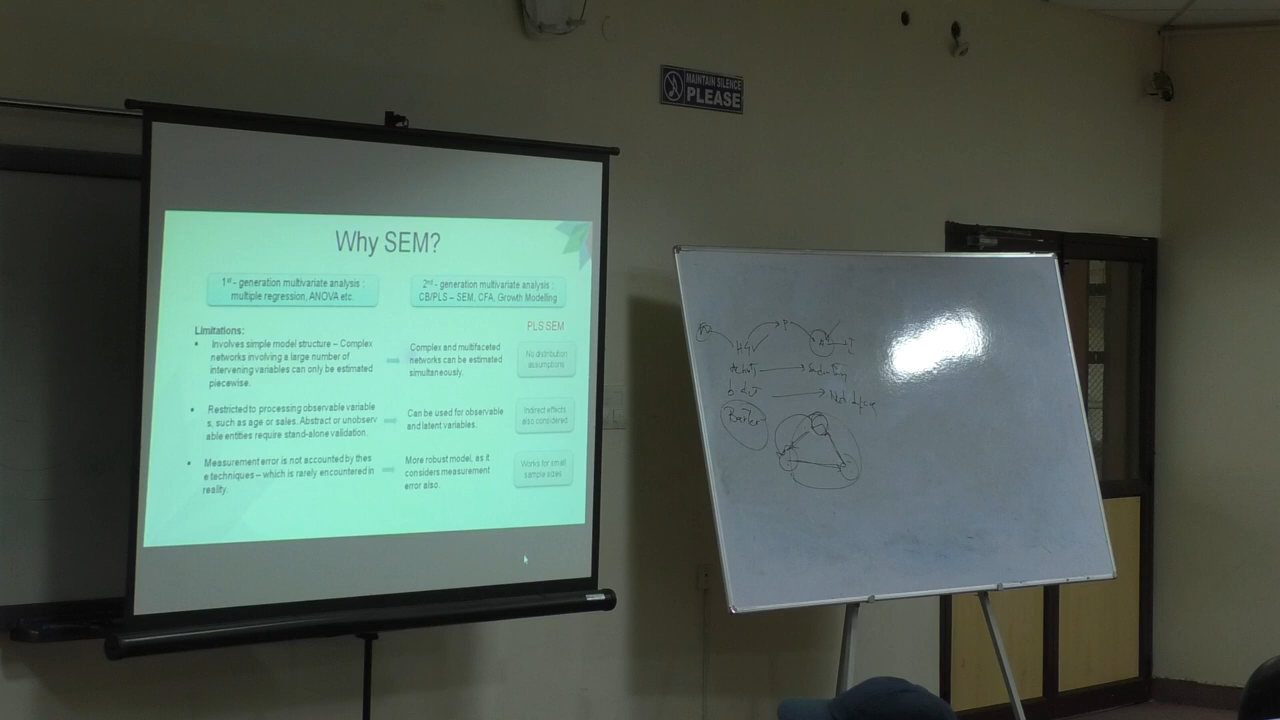 MAINTAIN SILENCE
PLEASE
Why SEM?
1st - generation multivariate analysis :
multiple regression, ANOVA etc.
2nd - generation multivariate analysis :
CB/PLS – SEM, CFA, Growth Modelling
Limitations:
• Involves simple model structure – Complex
networks involving a large number of
intervening variables can only be estimated
piecewise.
Complex and multifaceted
networks can be estimated
simultaneously.
PLS SEM
No distribution
assumptions
• Restricted to processing observable variable
s, such as age or sales. Abstract or unobserv
able entities require stand-alone validation.
Can be used for observable
and latent variables.
Indirect effects
also considered
• Measurement error is not accounted by thes
e techniques – which is rarely encountered in
reality.
More robust model, as it
considers measurement
error also.
Works for small
sample sizes
P